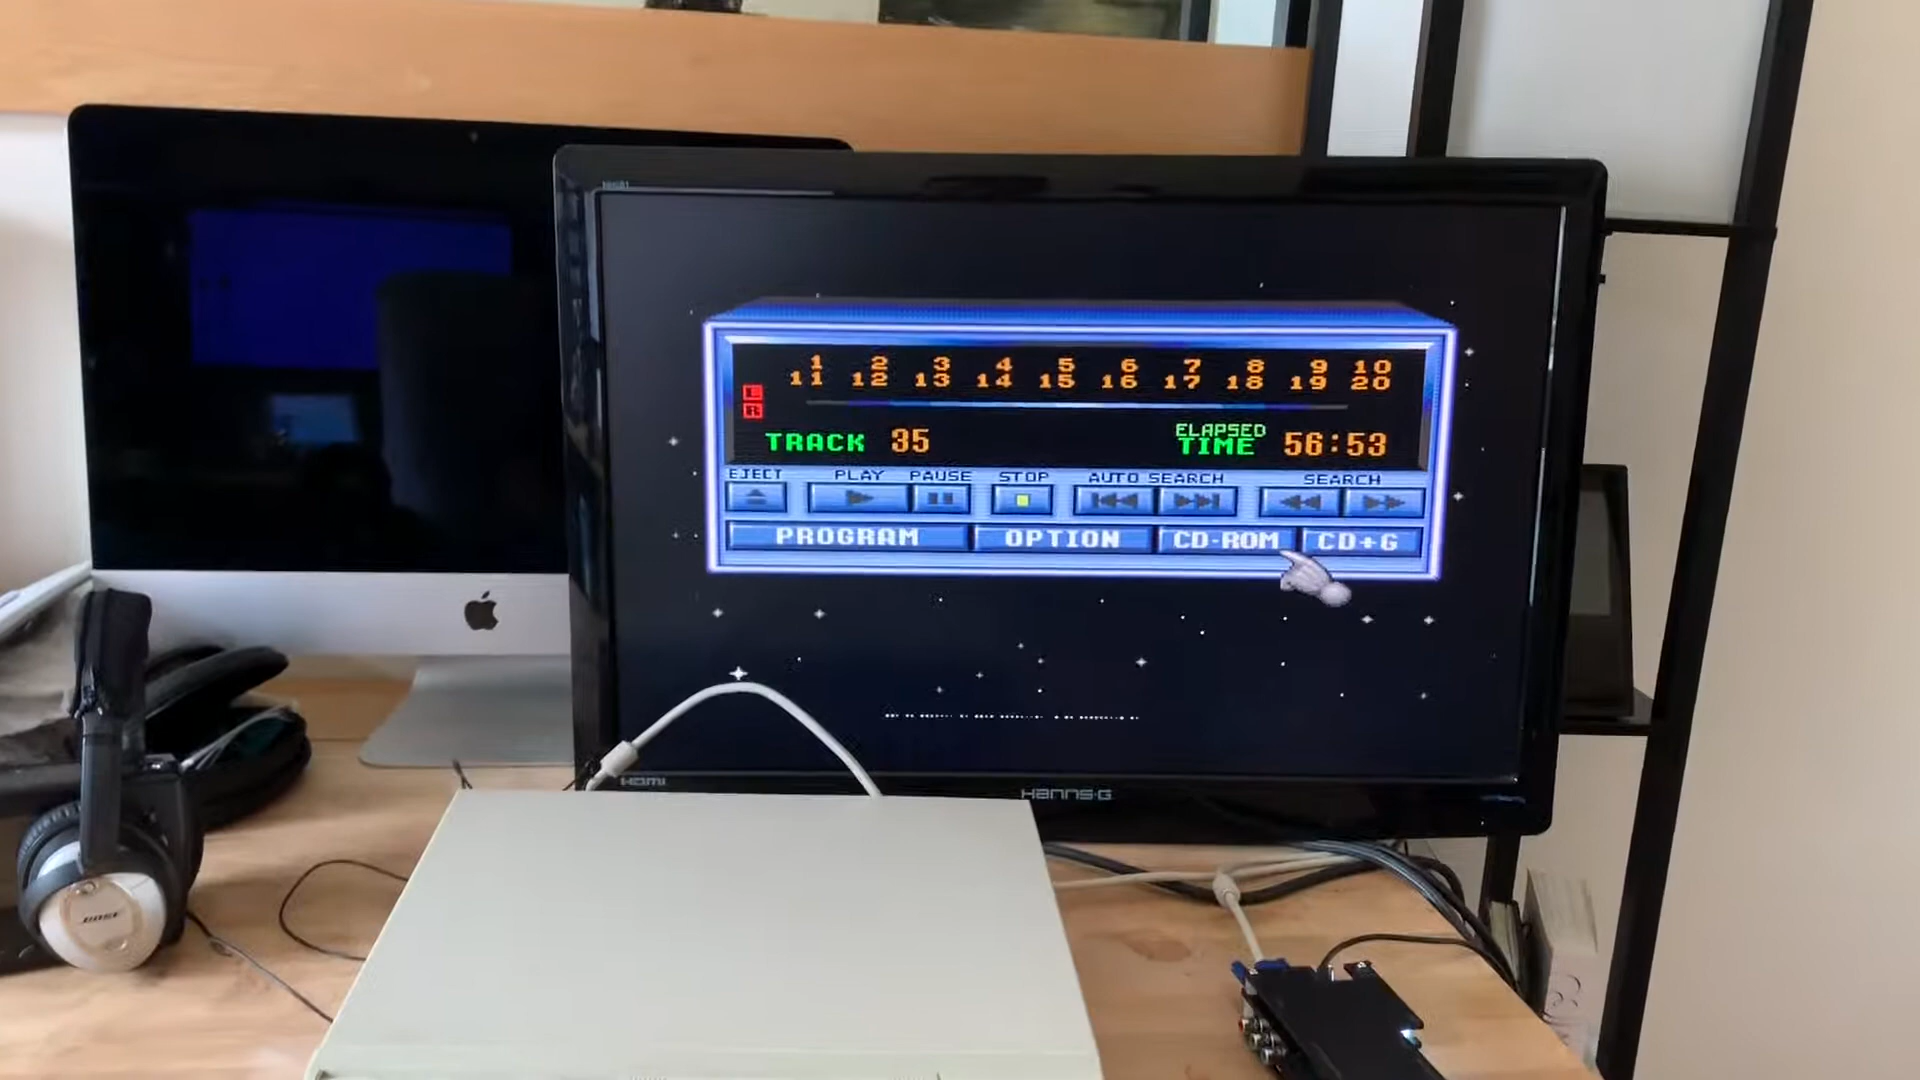 1 2 3 4 5 6 7 8 9 10
11 12 13 14 15 16 17 18 19 20
L
R
TRACK 35
ELAPSED
TIME 56:53
EJECT PLAY PAUSE STOP AUTO SEARCH SEARCH
PROGRAM OPTION CD-ROM CD+G
HDMI
Hanns·G
BOSE